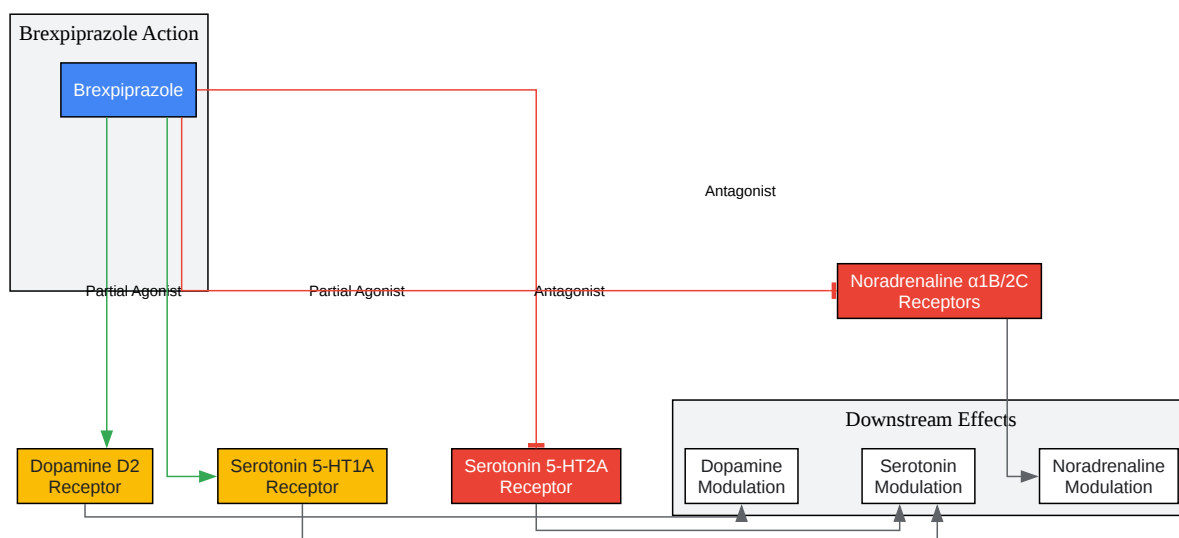 Brexpiprazole Action
Brexpiprazole
Antagonist
Noradrenaline α1B/2C
Receptors
Partial Agonist
Partial Agonist
Antagonist
Downstream Effects
Dopamine D2
Receptor
Serotonin 5-HT1A
Receptor
Serotonin 5-HT2A
Receptor
Dopamine
Modulation
Serotonin
Modulation
Noradrenaline
Modulation